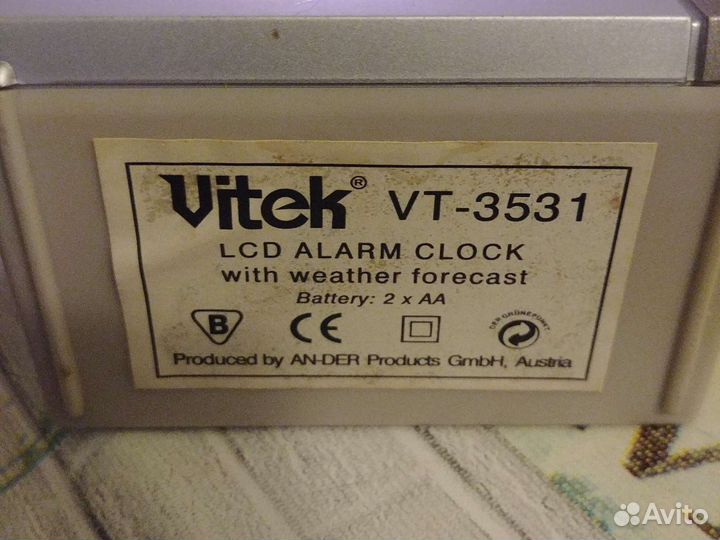 Vitek® VT-3531
LCD ALARM CLOCK
with weather forecast
Battery: 2 x AA
B CE DER GRÜNE PUNKT
Produced by AN-DER Products GmbH, Austria
Avito